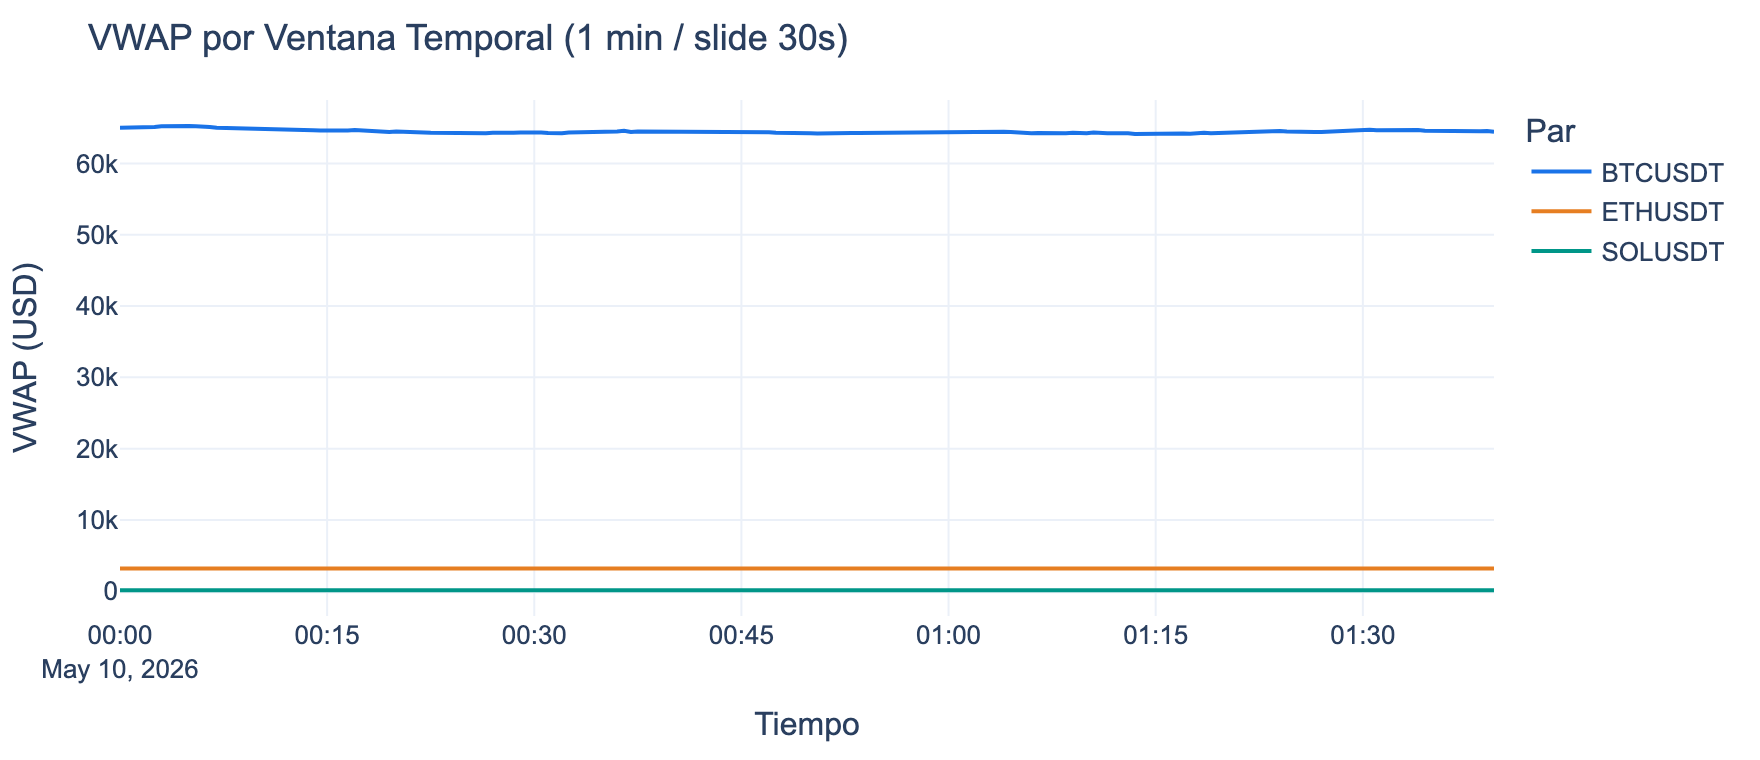 VWAP por Ventana Temporal (1 min / slide 30s)
Par
BTCUSDT
ETHUSDT
SOLUSDT
VWAP (USD)
60k
50k
40k
30k
20k
10k
0
00:00 00:15 00:30 00:45 01:00 01:15 01:30
May 10, 2026
Tiempo